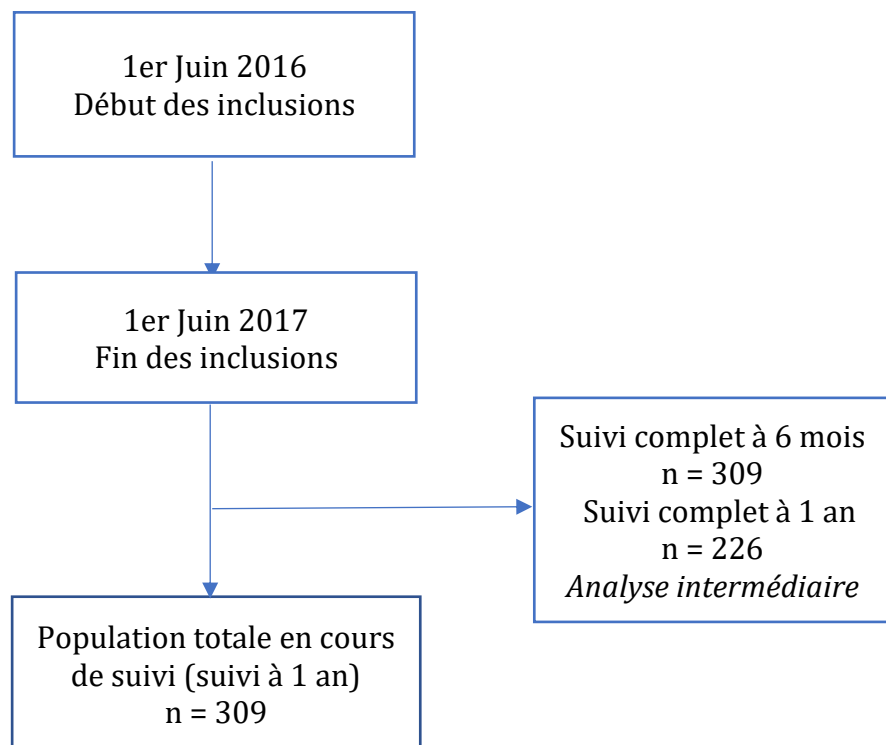 1er Juin 2016
Début des inclusions
1er Juin 2017
Fin des inclusions
Suivi complet à 6 mois
n = 309
Suivi complet à 1 an
n = 226
Analyse intermédiaire
Population totale en cours
de suivi (suivi à 1 an)
n = 309